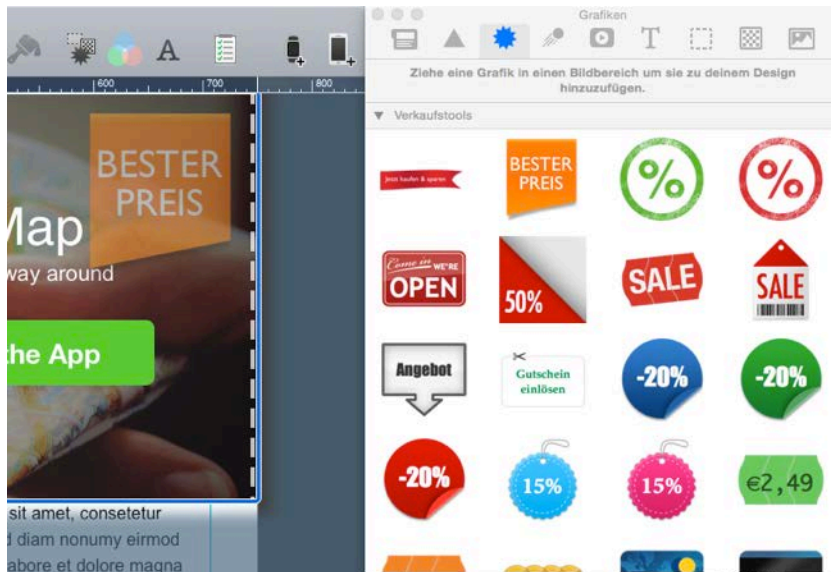 600
700
800
BESTER
PREIS
Map
way around
the App
sit amet, consetetur
diam nonumy eirmod
abore et dolore magna
Grafiken
Ziehe eine Grafik in einen Bildbereich um sie zu deinem Design
hinzuzufügen.
Verkaufstools
Jetzt kaufen & sparen
BESTER
PREIS
%
%
Come in WE'RE
OPEN
50%
SALE
SALE
Angebot
Gutschein
einlösen
-20%
-20%
-20%
15%
15%
€2,49